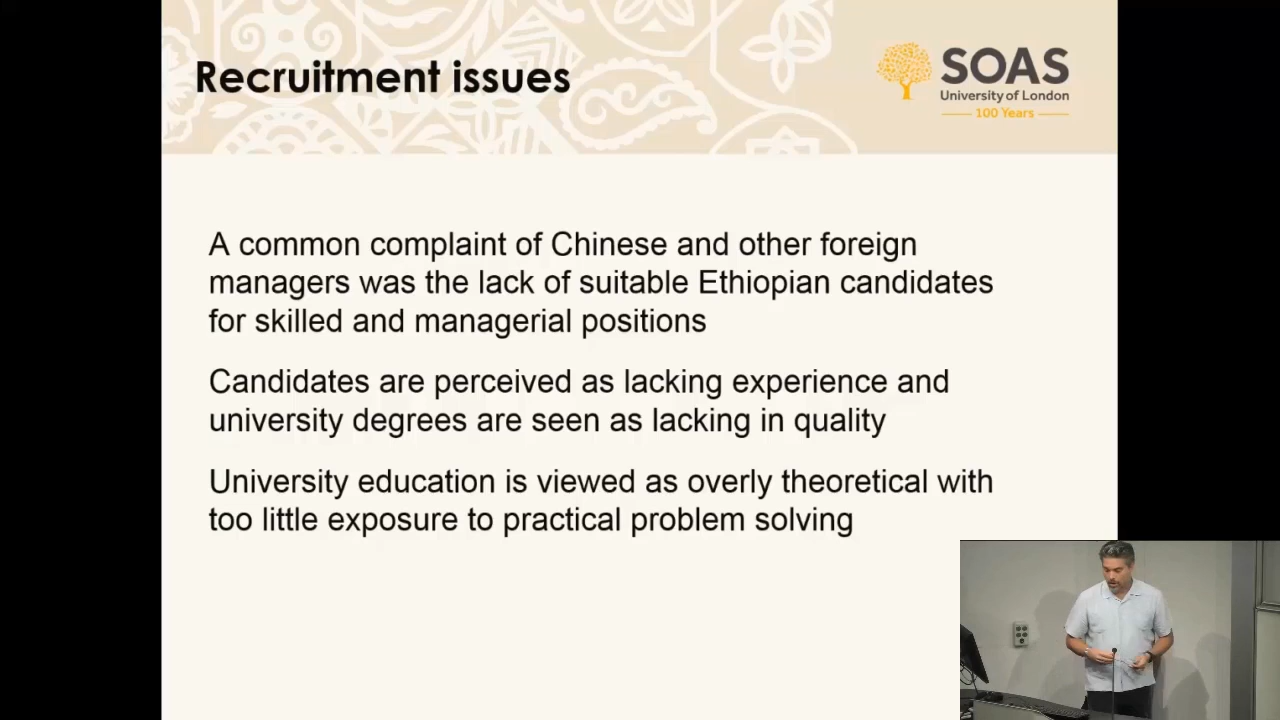 Recruitment issues
SOAS
University of London
100 Years
A common complaint of Chinese and other foreign
managers was the lack of suitable Ethiopian candidates
for skilled and managerial positions
Candidates are perceived as lacking experience and
university degrees are seen as lacking in quality
University education is viewed as overly theoretical with
too little exposure to practical problem solving